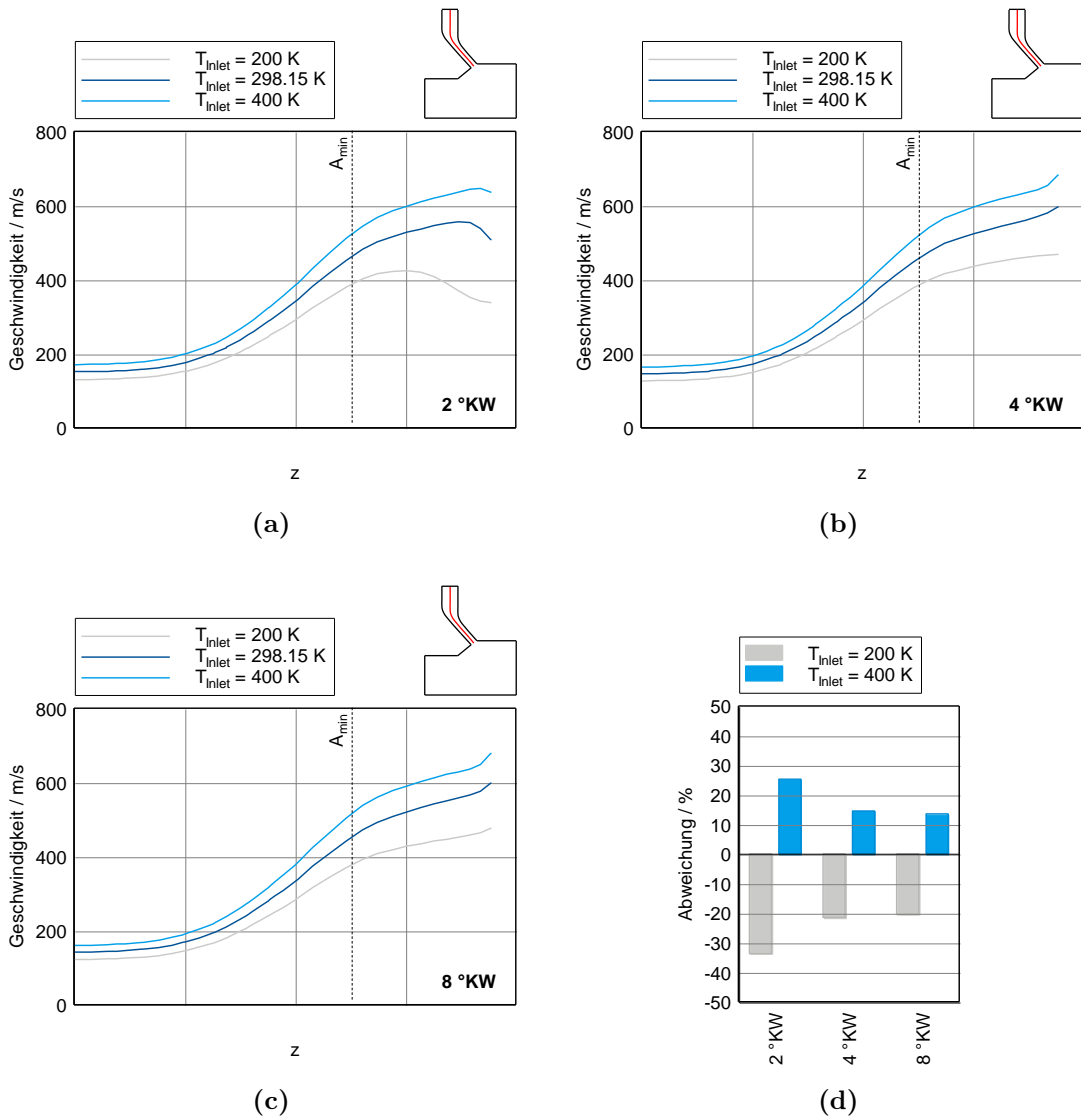 T_Inlet = 200 K
T_Inlet = 298.15 K
T_Inlet = 400 K
800
600
400
200
0
Geschwindigkeit / m/s
A_min
2 °KW
z
(a)
T_Inlet = 200 K
T_Inlet = 298.15 K
T_Inlet = 400 K
800
600
400
200
0
Geschwindigkeit / m/s
A_min
4 °KW
z
(b)
T_Inlet = 200 K
T_Inlet = 298.15 K
T_Inlet = 400 K
800
600
400
200
0
Geschwindigkeit / m/s
A_min
8 °KW
z
(c)
T_Inlet = 200 K
T_Inlet = 400 K
50
40
30
20
10
0
-10
-20
-30
-40
-50
Abweichung / %
2 °KW
4 °KW
8 °KW
(d)